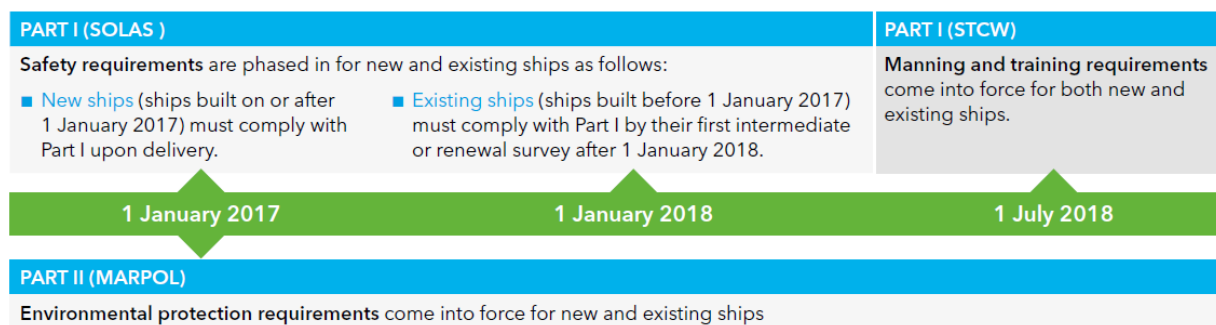 PART I (SOLAS )
Safety requirements are phased in for new and existing ships as follows:
■ New ships (ships built on or after
1 January 2017) must comply with
Part I upon delivery.
■ Existing ships (ships built before 1 January 2017)
must comply with Part I by their first intermediate
or renewal survey after 1 January 2018.
PART I (STCW)
Manning and training requirements
come into force for both new and
existing ships.
1 January 2017
1 January 2018
1 July 2018
PART II (MARPOL)
Environmental protection requirements come into force for new and existing ships